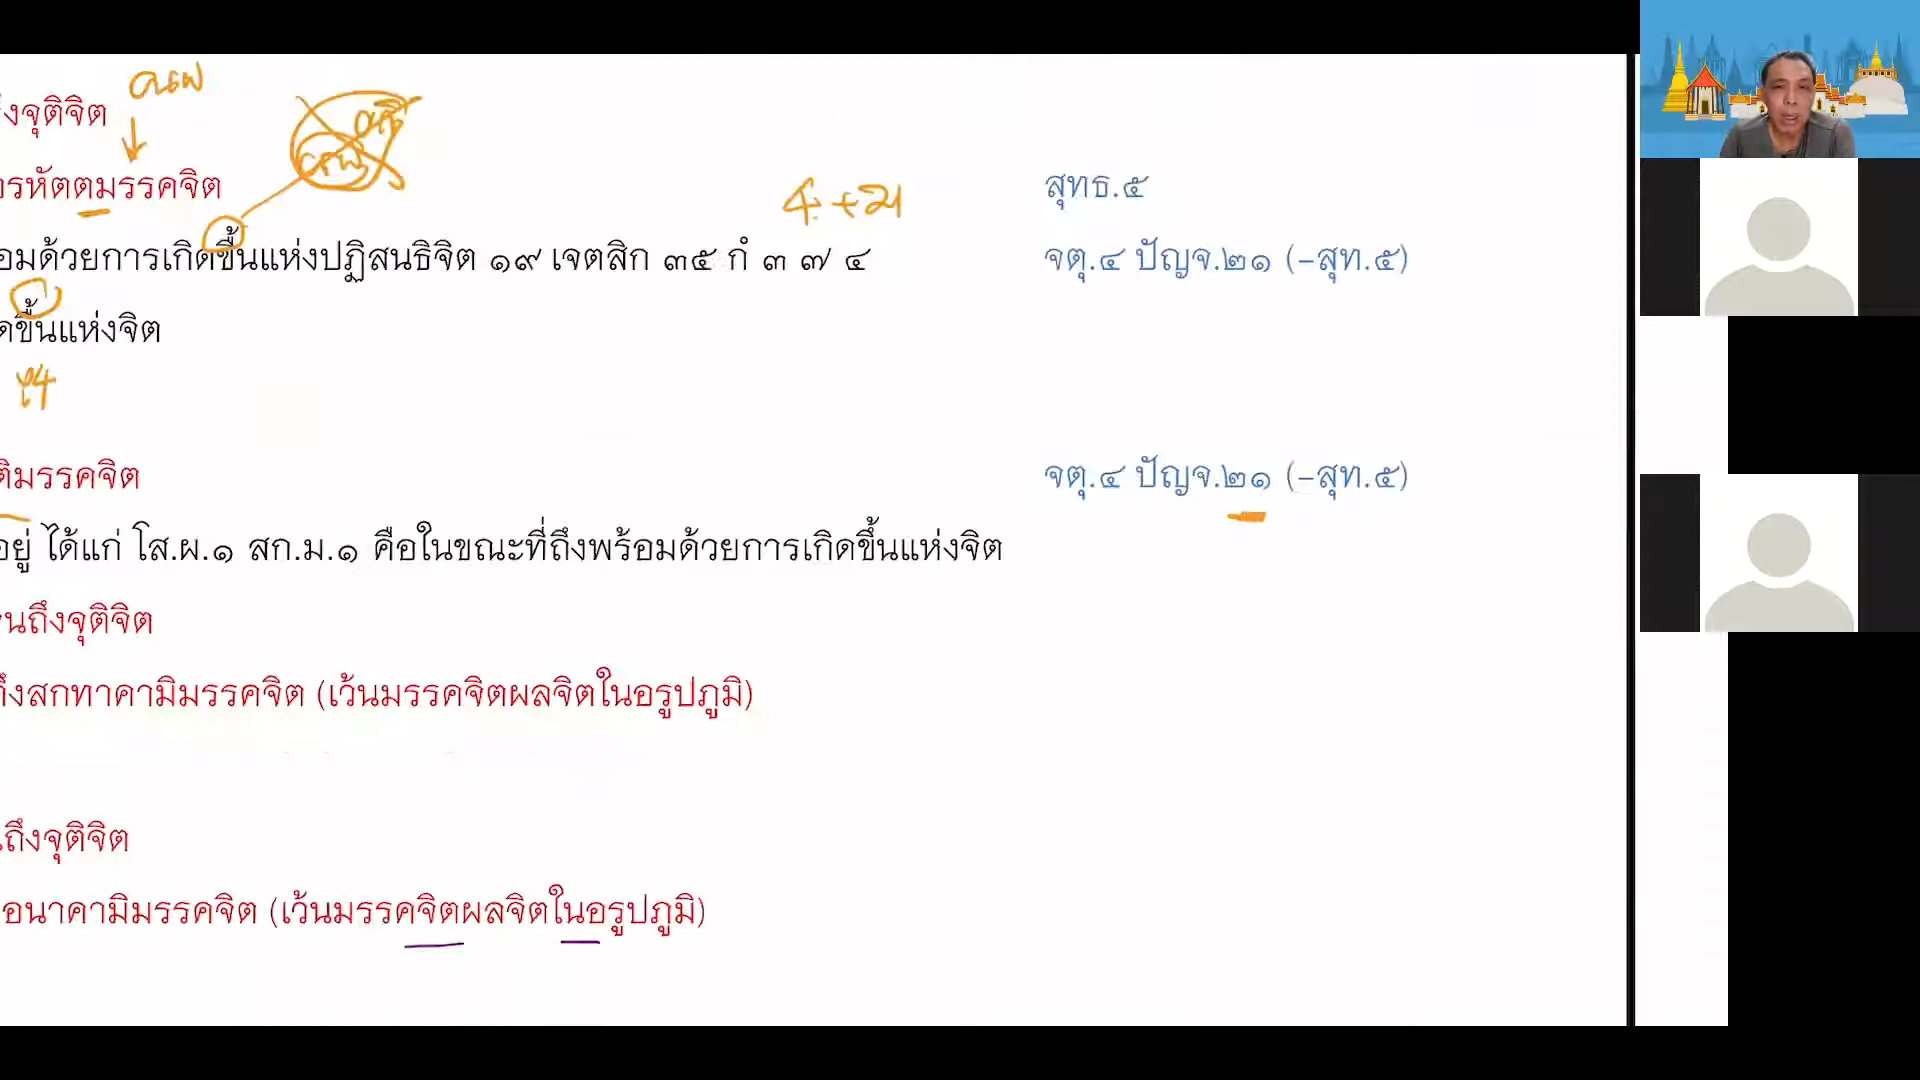 ึงจุติจิต
รหัตตมรรคจิต
สุทธ.๕
4 + 21
อมด้วยการเกิดขึ้นแห่งปฏิสนธิจิต ๑๙ เจตสิก ๓๕ กํ ๓ ๗ ๔
จตุ.๔ ปัญจ.๒๑ (–สุท.๕)
ดขึ้นแห่งจิต
ติมรรคจิต
จตุ.๔ ปัญจ.๒๑ (–สุท.๕)
อยู่ ได้แก่ โส.ผ.๑ สก.ม.๑ คือในขณะที่ถึงพร้อมด้วยการเกิดขึ้นแห่งจิต
นถึงจุติจิต
ถึงสกทาคามิมรรคจิต (เว้นมรรคจิตผลจิตในอรูปภูมิ)
ถึงจุติจิต
อนาคามิมรรคจิต (เว้นมรรคจิตผลจิตในอรูปภูมิ)